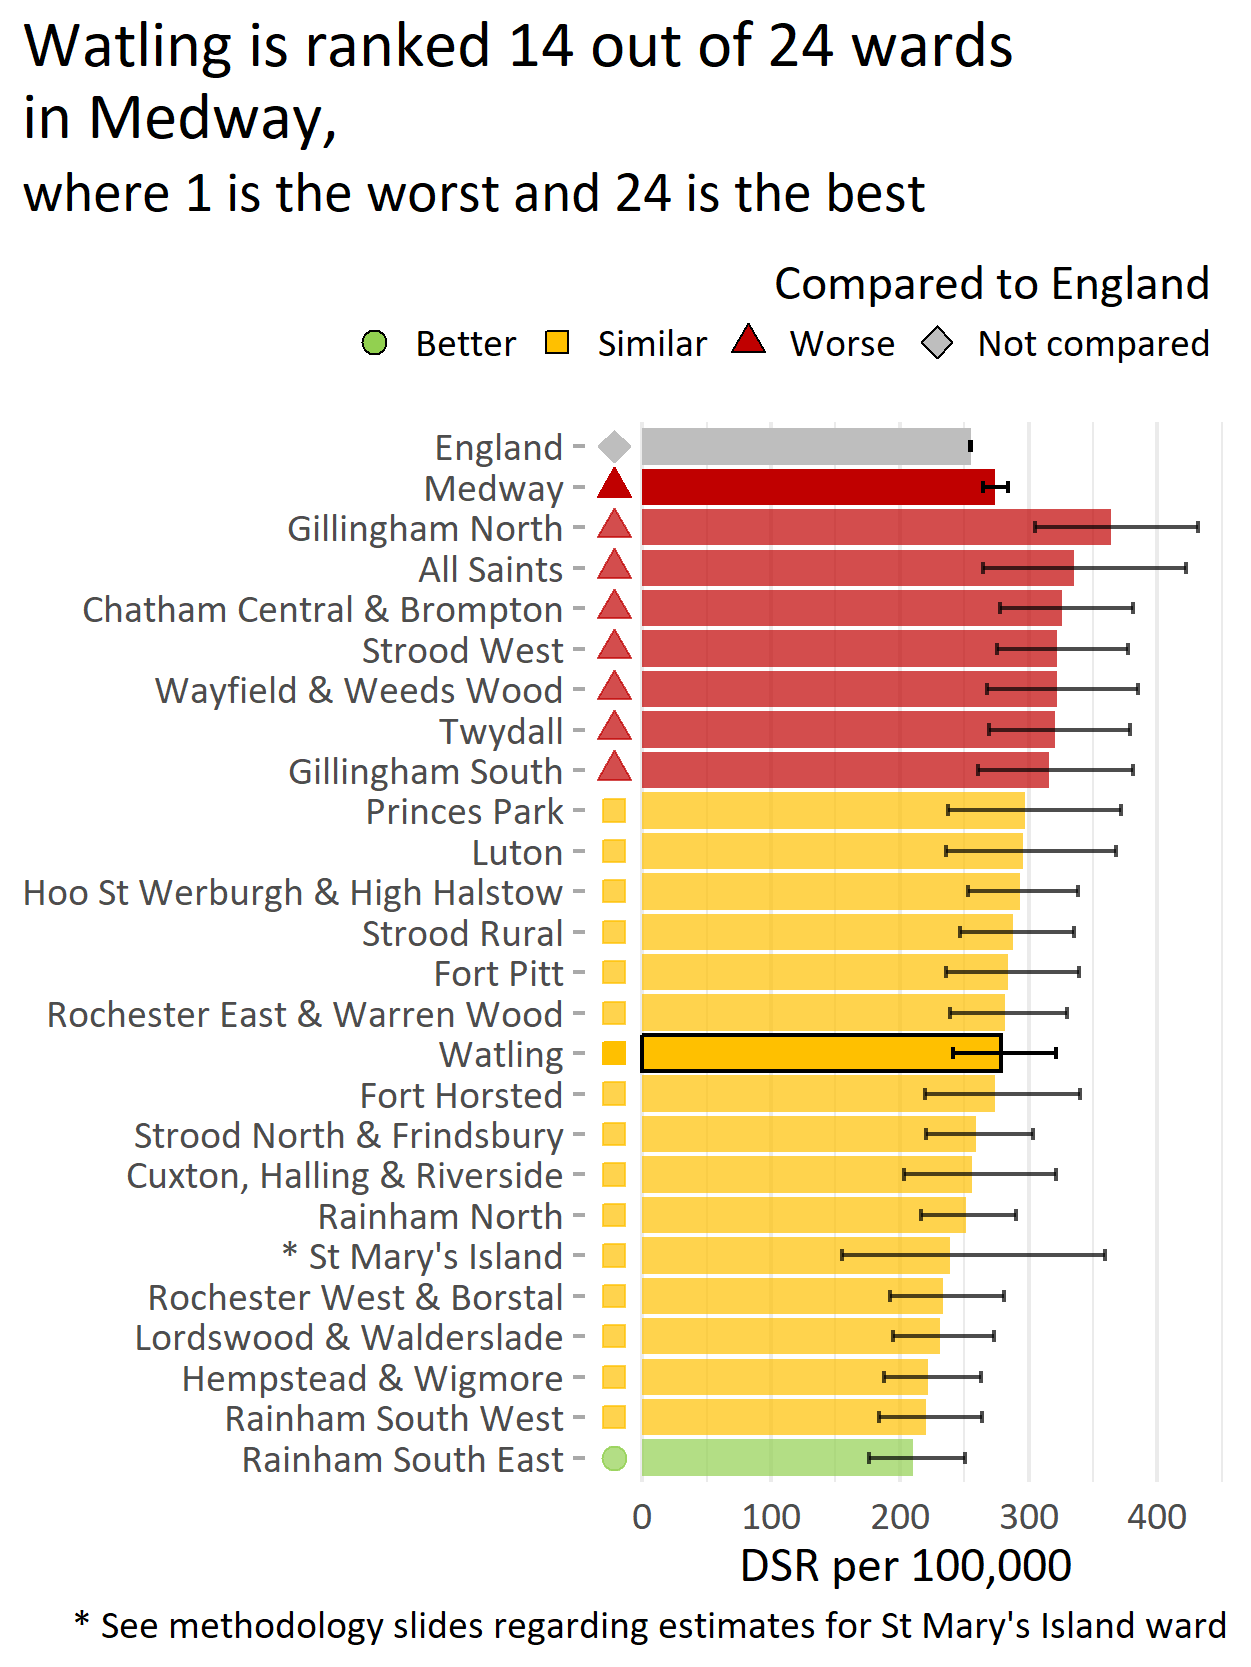 Watling is ranked 14 out of 24 wards
in Medway,
where 1 is the worst and 24 is the best
Compared to England
Better Similar Worse Not compared
England
Medway
Gillingham North
All Saints
Chatham Central & Brompton
Strood West
Wayfield & Weeds Wood
Twydall
Gillingham South
Princes Park
Luton
Hoo St Werburgh & High Halstow
Strood Rural
Fort Pitt
Rochester East & Warren Wood
Watling
Fort Horsted
Strood North & Frindsbury
Cuxton, Halling & Riverside
Rainham North
* St Mary's Island
Rochester West & Borstal
Lordswood & Walderslade
Hempstead & Wigmore
Rainham South West
Rainham South East
0 100 200 300 400
DSR per 100,000
* See methodology slides regarding estimates for St Mary's Island ward